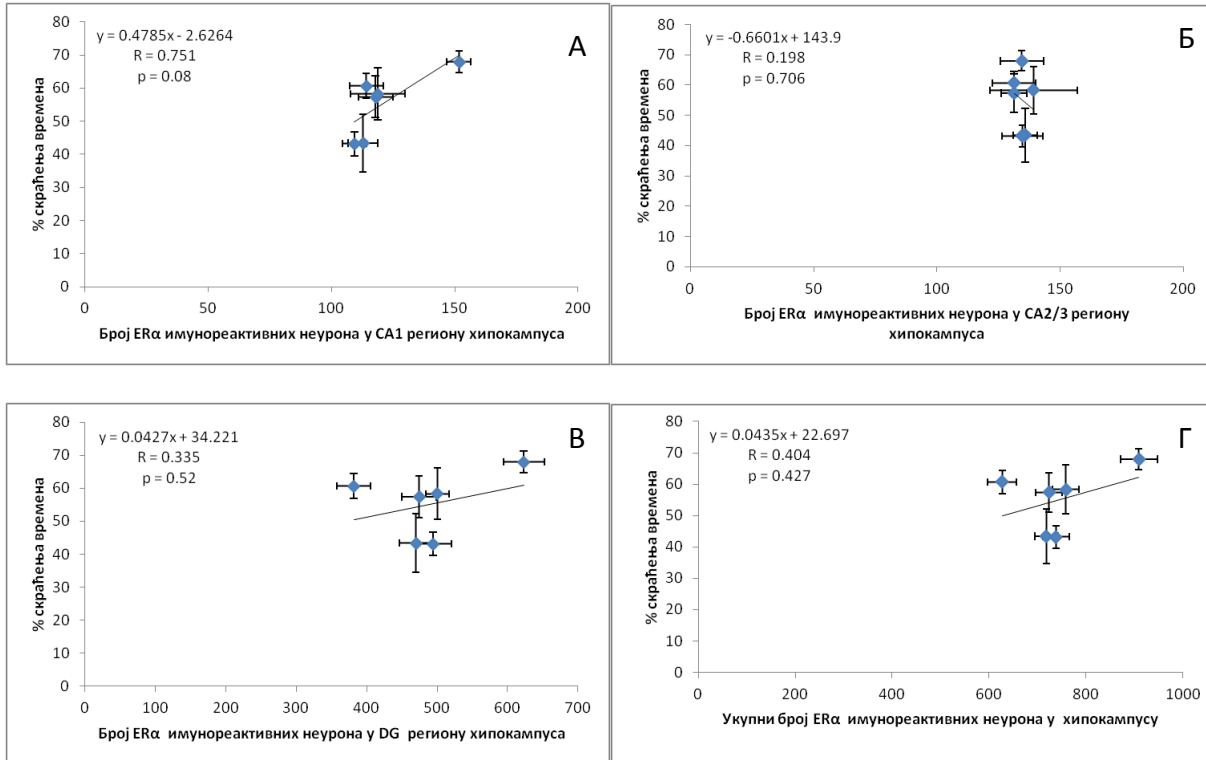 А
y = 0.4785x - 2.6264
R = 0.751
p = 0.08
% скраћења времена
80
70
60
50
40
30
20
10
0
0 50 100 150 200
Број ERα имунореактивних неурона у CA1 региону хипокампуса
Б
y = -0.6601x + 143.9
R = 0.198
p = 0.706
% скраћења времена
80
70
60
50
40
30
20
10
0
0 50 100 150 200
Број ERα имунореактивних неурона у CA2/3 региону
хипокампуса
В
y = 0.0427x + 34.221
R = 0.335
p = 0.52
% скраћења времена
80
70
60
50
40
30
20
10
0
0 100 200 300 400 500 600 700
Број ERα имунореактивних неурона у DG региону хипокампуса
Г
y = 0.0435x + 22.697
R = 0.404
p = 0.427
% скраћења времена
80
70
60
50
40
30
20
10
0
0 200 400 600 800 1000
Укупни број ERα имунореактивних неурона у хипокампусу